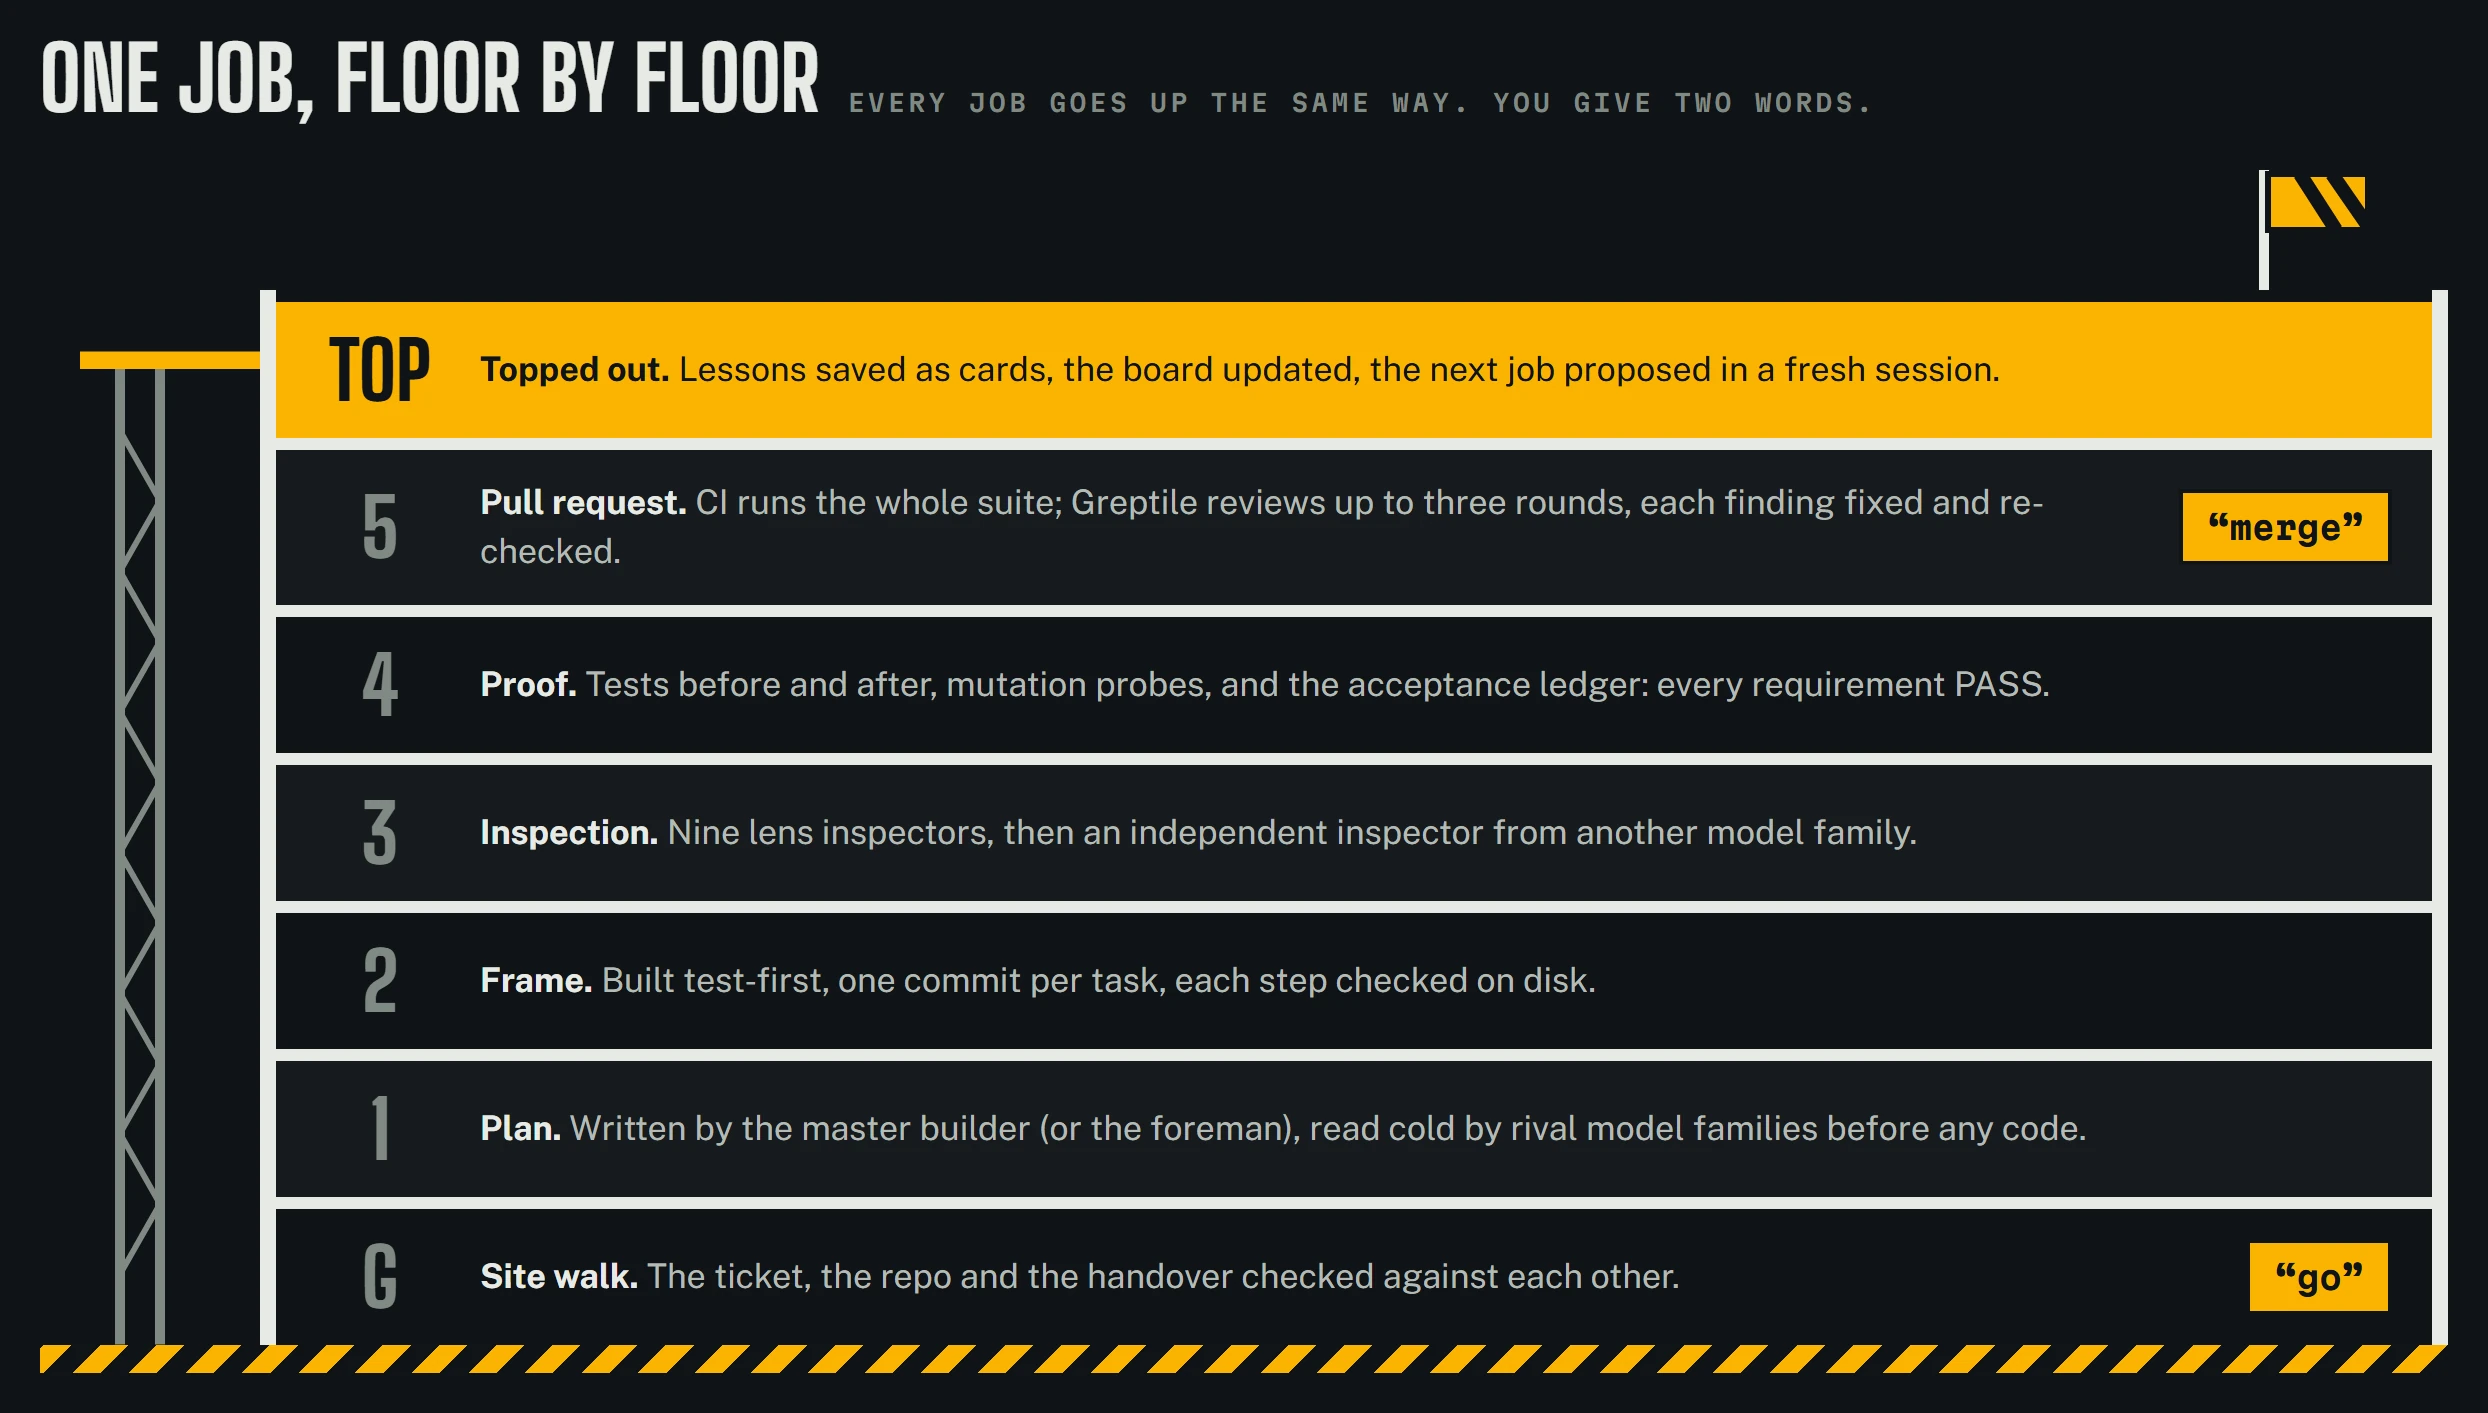 ONE JOB, FLOOR BY FLOOR EVERY JOB GOES UP THE SAME WAY. YOU GIVE TWO WORDS.
TOP Topped out. Lessons saved as cards, the board updated, the next job proposed in a fresh session.
5 Pull request. CI runs the whole suite; Greptile reviews up to three rounds, each finding fixed and re-
checked.
“merge”
4 Proof. Tests before and after, mutation probes, and the acceptance ledger: every requirement PASS.
3 Inspection. Nine lens inspectors, then an independent inspector from another model family.
2 Frame. Built test-first, one commit per task, each step checked on disk.
1 Plan. Written by the master builder (or the foreman), read cold by rival model families before any code.
G Site walk. The ticket, the repo and the handover checked against each other. “go”